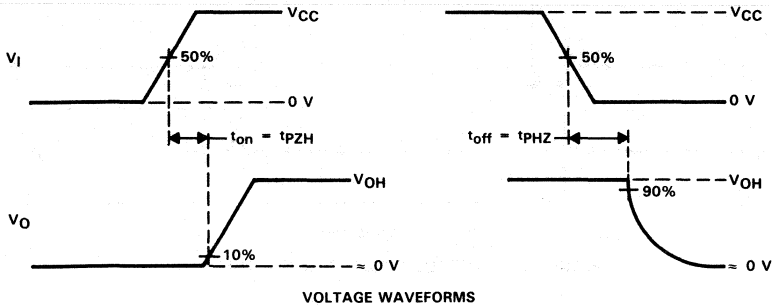 VCC
VCC
VI
50%
50%
0 V
0 V
ton = tPZH
toff = tPHZ
VOH
VOH
90%
VO
10%
≈ 0 V
≈ 0 V
VOLTAGE WAVEFORMS